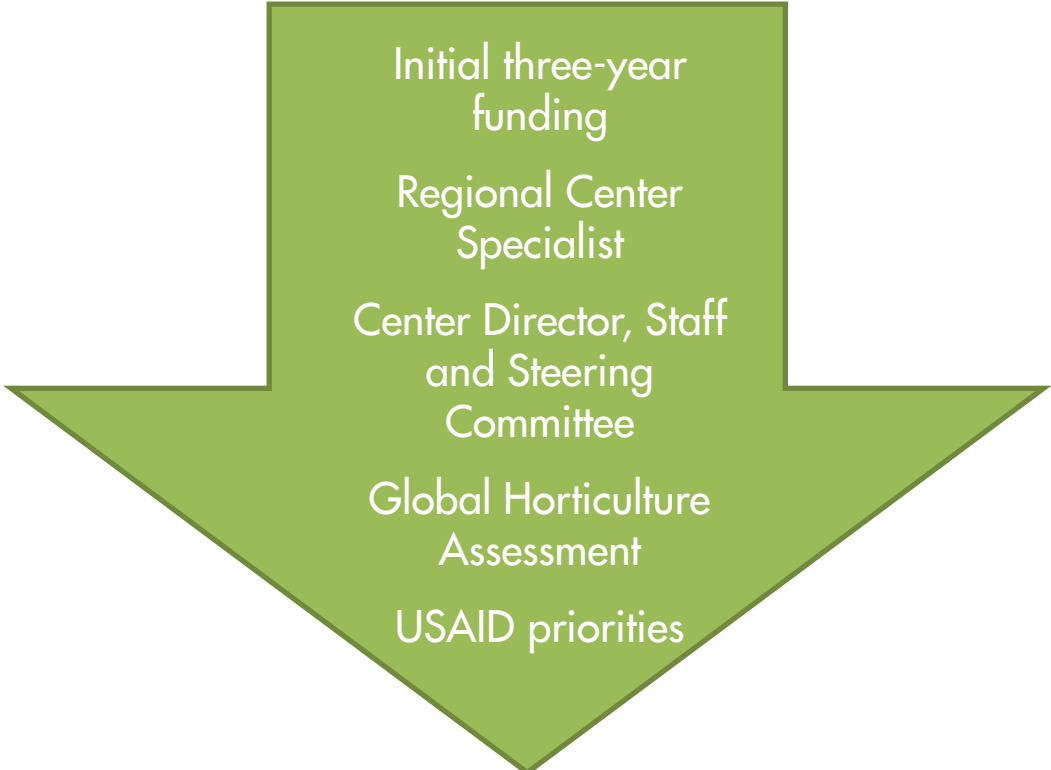 Initial three-year
funding
Regional Center
Specialist
Center Director, Staff
and Steering
Committee
Global Horticulture
Assessment
USAID priorities